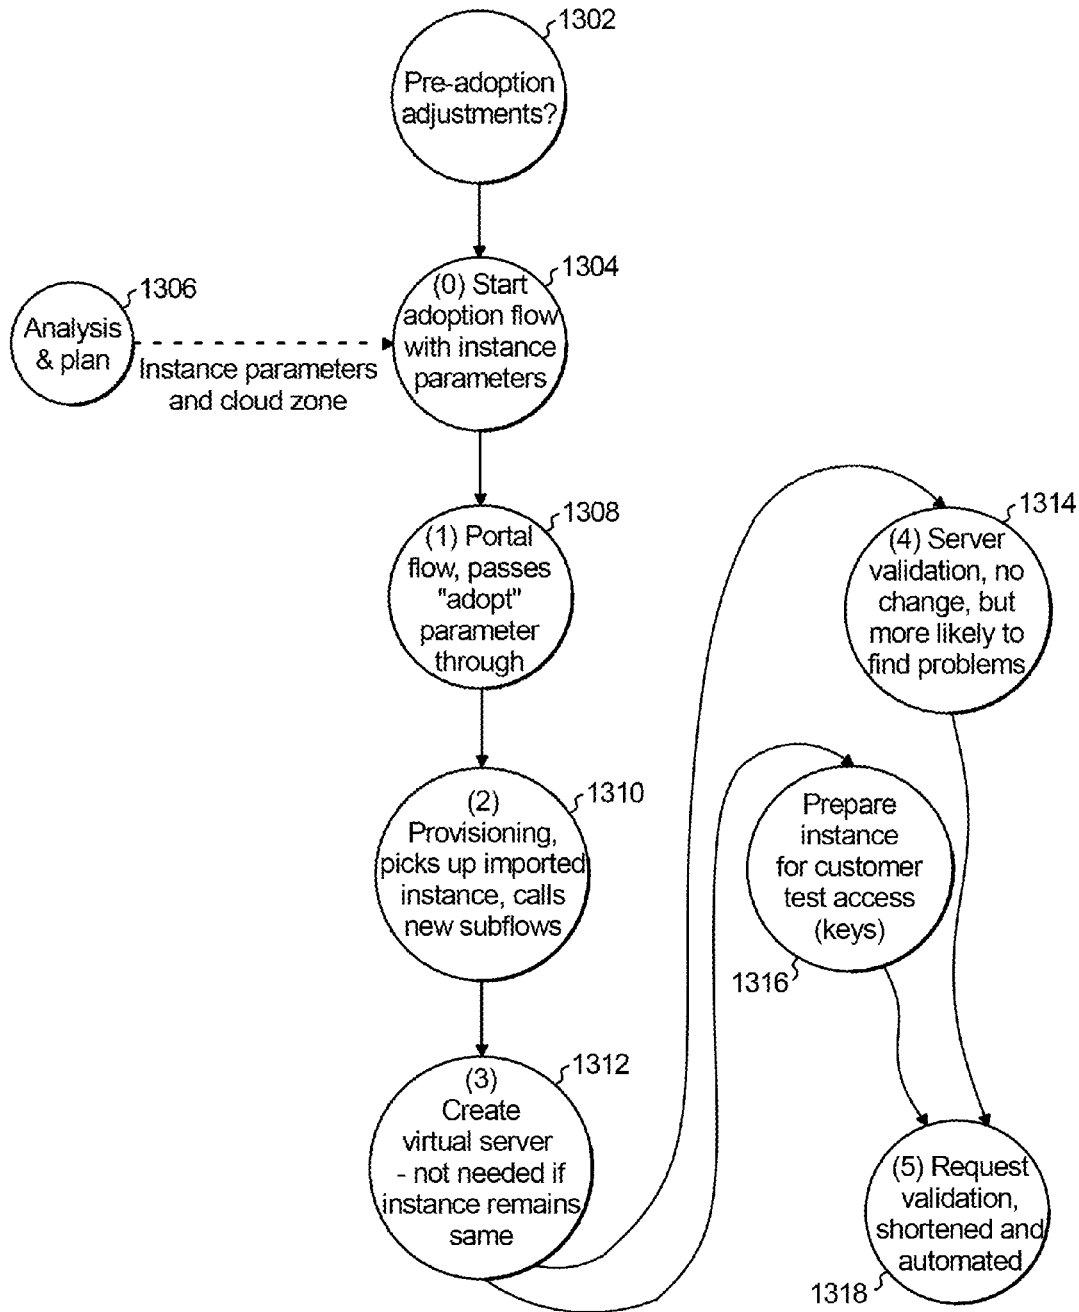 1302
Pre-adoption
adjustments?
1304
(0) Start
adoption flow
with instance
parameters
1306
Analysis
& plan
Instance parameters
and cloud zone
1308
(1) Portal
flow, passes
"adopt"
parameter
through
1310
(2)
Provisioning,
picks up imported
instance, calls
new subflows
1312
(3)
Create
virtual server
- not needed if
instance remains
same
1314
(4) Server
validation, no
change, but
more likely to
find problems
Prepare
instance
for customer
test access
(keys)
1316
(5) Request
validation,
shortened and
automated
1318